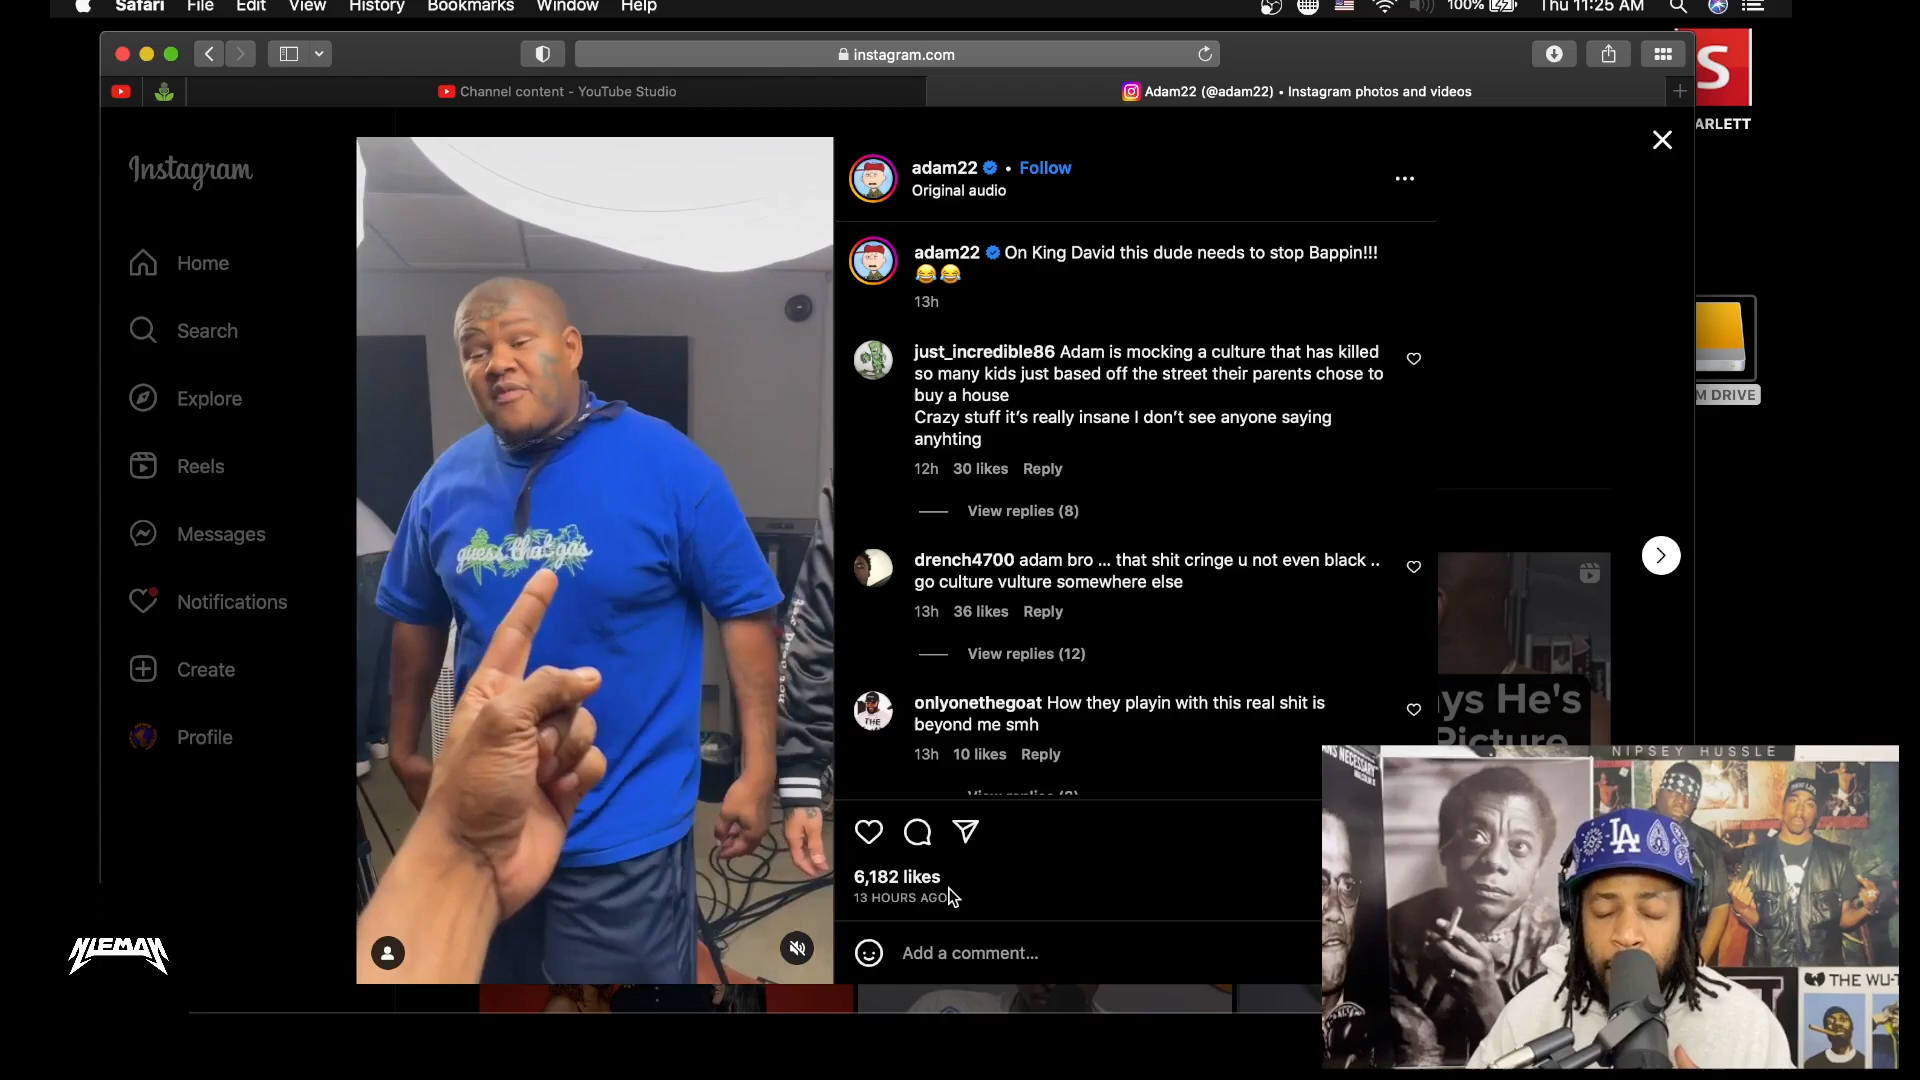 Safari File Edit View History Bookmarks Window Help 100% Thu 11:25 AM
instagram.com
Channel content - YouTube Studio
Adam22 (@adam22) • Instagram photos and videos
S
ARLETT
M DRIVE
Instagram
Home
Search
Explore
Reels
Messages
Notifications
Create
Profile
guess that gas
adam22 • Follow
Original audio
adam22 On King David this dude needs to stop Bappin!!!
😂😂
13h
just_incredible86 Adam is mocking a culture that has killed
so many kids just based off the street their parents chose to
buy a house
Crazy stuff it’s really insane I don’t see anyone saying
anyhting
12h 30 likes Reply
View replies (8)
drench4700 adam bro ... that shit cringe u not even black ..
go culture vulture somewhere else
13h 36 likes Reply
View replies (12)
onlyonethegoat How they playin with this real shit is
beyond me smh
13h 10 likes Reply
6,182 likes
13 HOURS AGO
Add a comment...
ys He's
Picture
NIPSEY HUSSLE
NECESSARY
LA
THE WU-T
THE